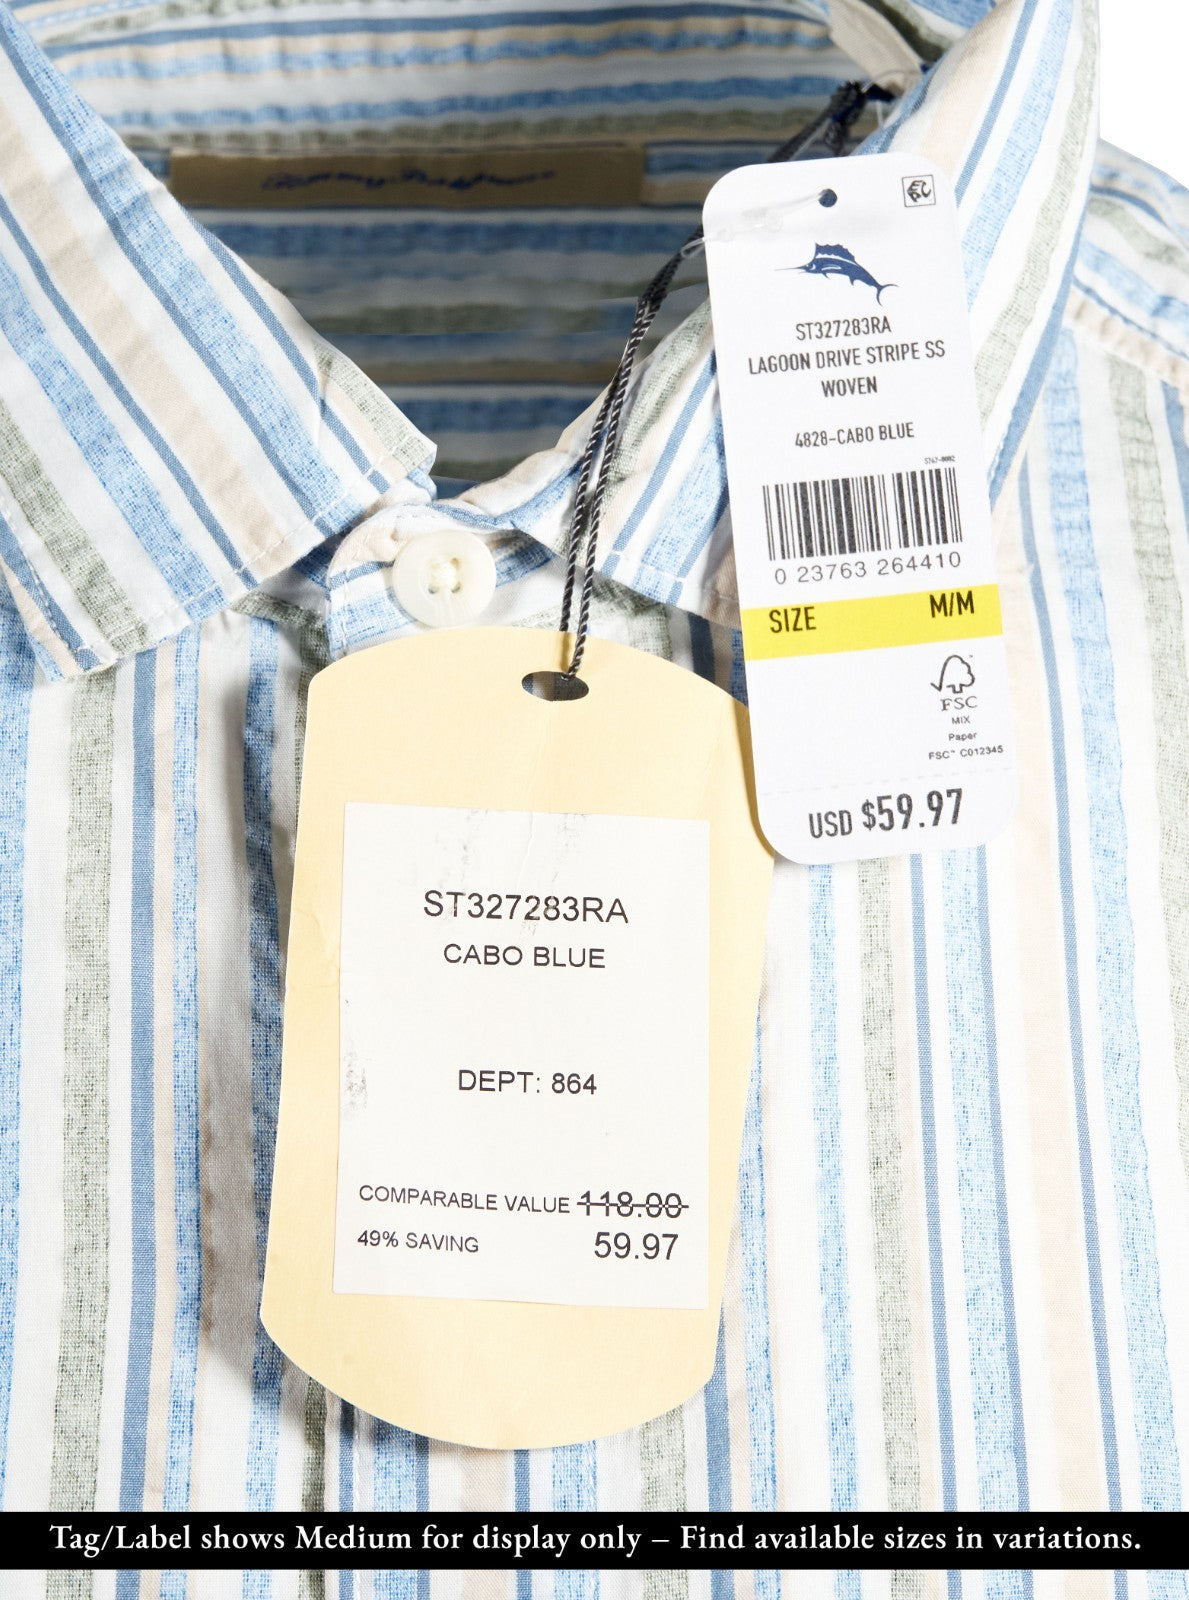 Tommy Bahama
ST327283RA
LAGOON DRIVE STRIPE SS
WOVEN
4828-CABO BLUE
0 23763 264410
SIZE M/M
FSC
MIX
Paper
FSC™ C012345
USD $59.97
ST327283RA
CABO BLUE
DEPT: 864
COMPARABLE VALUE 118.00
49% SAVING 59.97
Tag/Label shows Medium for display only – Find available sizes in variations.